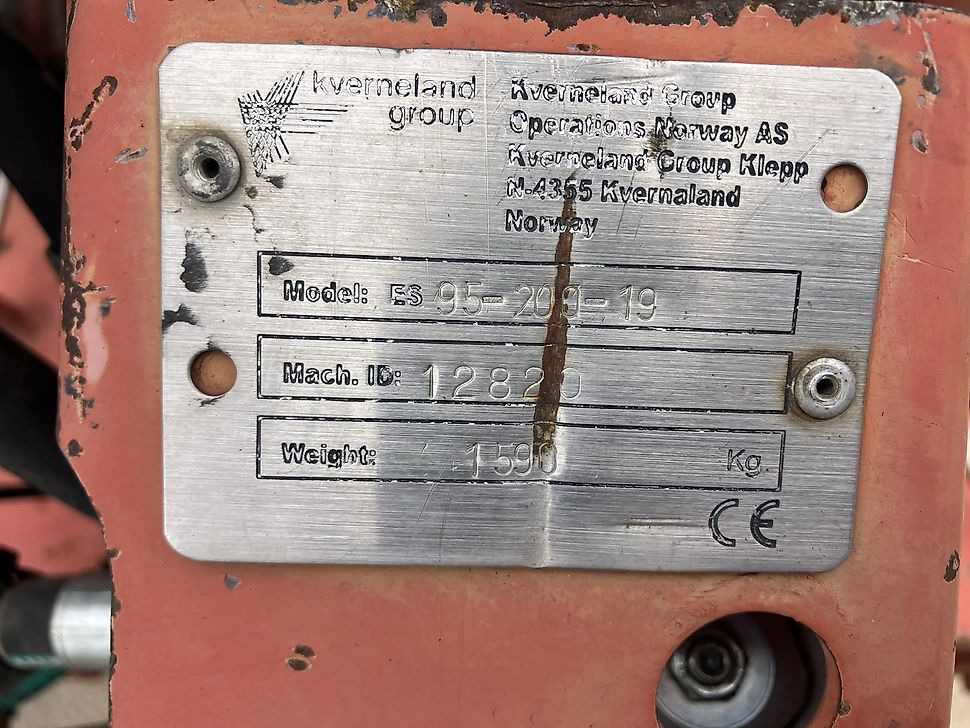 kverneland
group
Kverneland Group
Operations Norway AS
Kverneland Group Klepp
N-4355 Kvernaland
Norway
Model: ES 95-200-19
Mach. ID: 12820
Weight: 1590 Kg.
CE